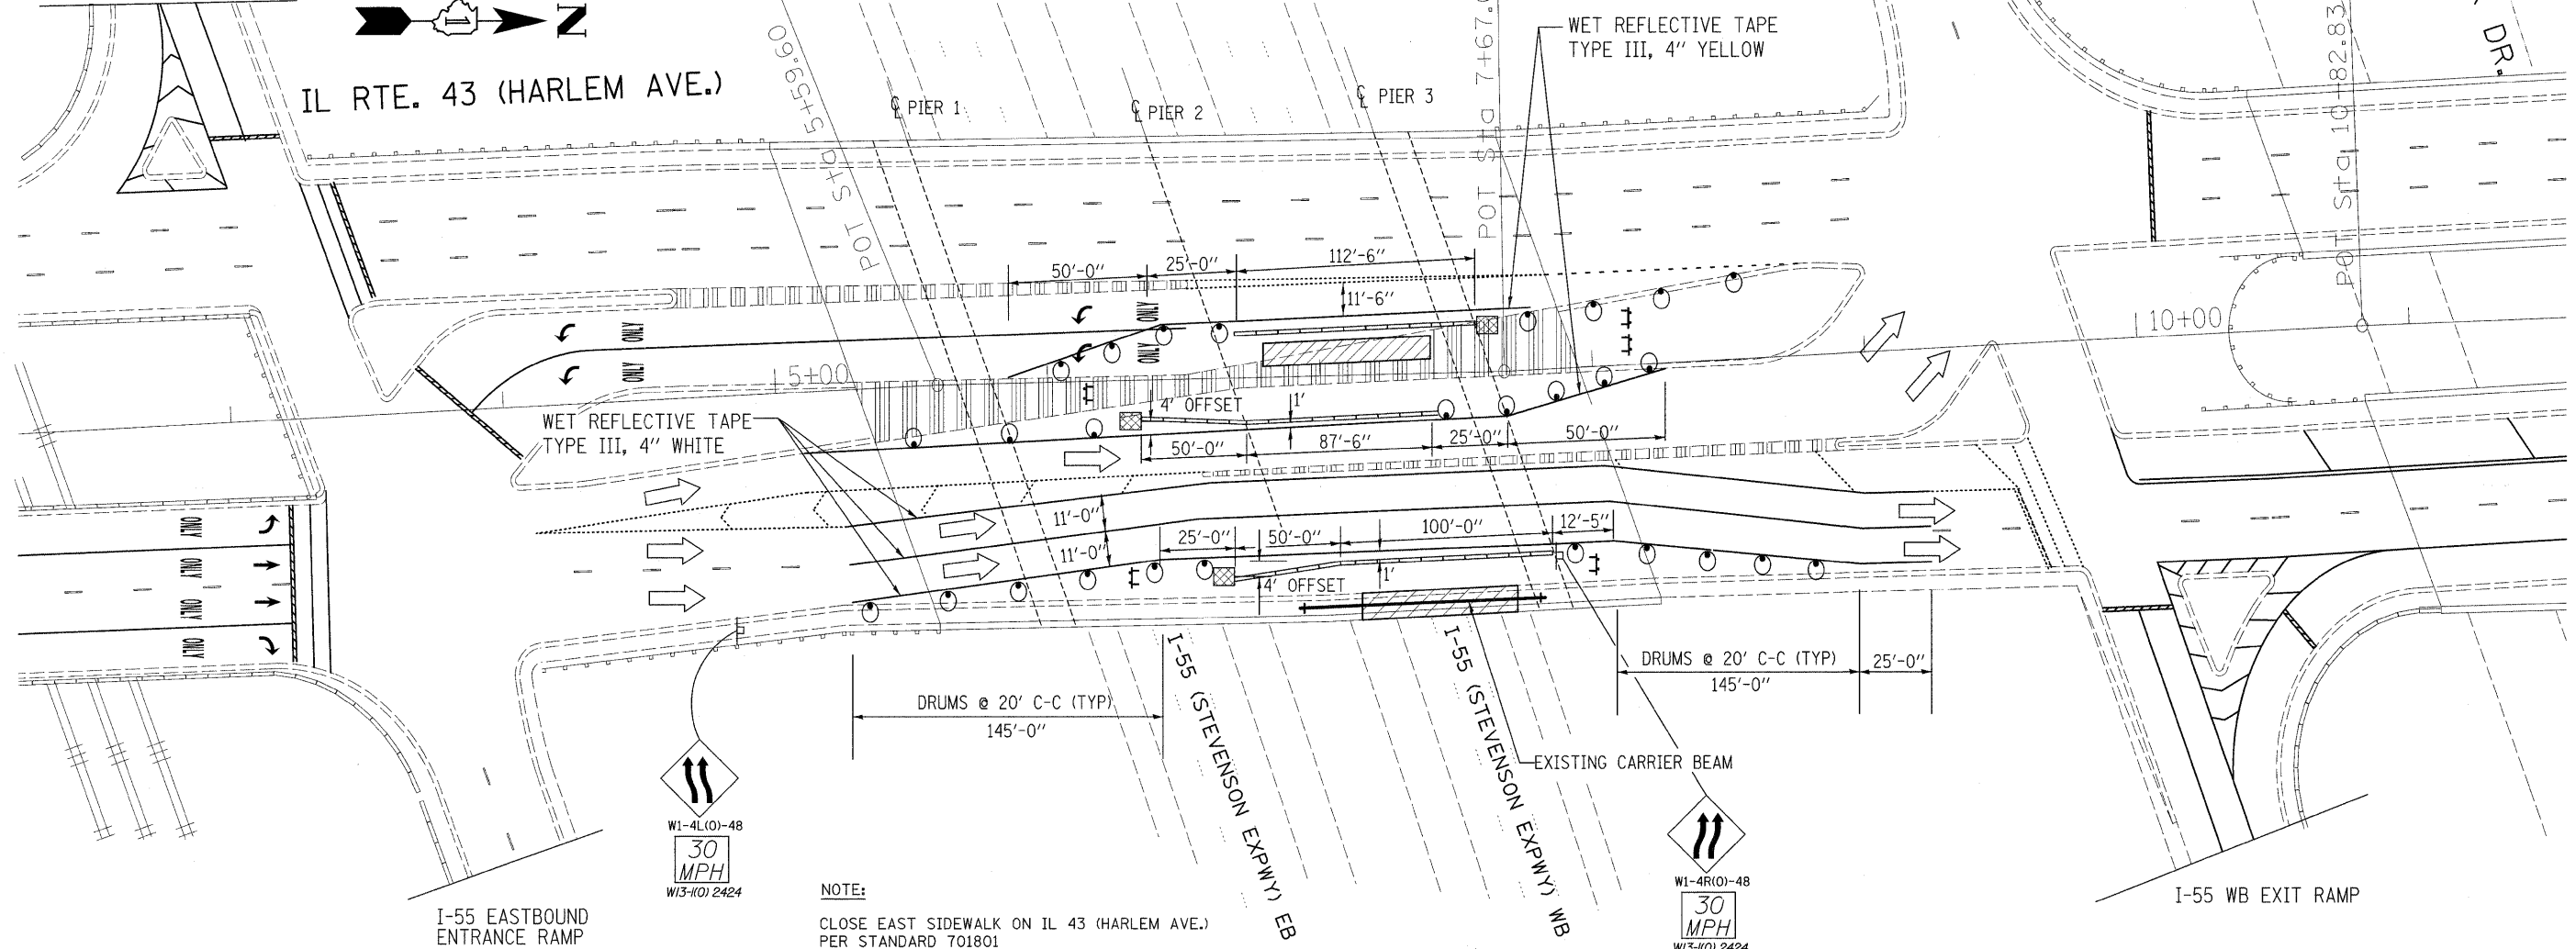 N
IL RTE. 43 (HARLEM AVE.)
POT Sta 5+59.60
℄ PIER 1
℄ PIER 2
℄ PIER 3
POT Sta 7+67.
WET REFLECTIVE TAPE
TYPE III, 4" YELLOW
POT Sta 10+82.83
DR.
50'-0"
25'-0"
112'-6"
11'-6"
ONLY
ONLY
ONLY
ONLY
5+00
10+00
WET REFLECTIVE TAPE
TYPE III, 4" WHITE
4' OFFSET
1'
50'-0"
87'-6"
25'-0"
50'-0"
11'-0"
11'-0"
25'-0"
50'-0"
100'-0"
12'-5"
4' OFFSET
1'
ONLY
ONLY
ONLY
ONLY
DRUMS @ 20' C-C (TYP)
145'-0"
DRUMS @ 20' C-C (TYP)
145'-0"
25'-0"
I-55 (STEVENSON EXPWY) EB
I-55 (STEVENSON EXPWY) WB
EXISTING CARRIER BEAM
W1-4L(O)-48
30
MPH
W13-1(O) 2424
W1-4R(O)-48
30
MPH
W13-1(O) 2424
NOTE:
CLOSE EAST SIDEWALK ON IL 43 (HARLEM AVE.)
PER STANDARD 701801
I-55 EASTBOUND
ENTRANCE RAMP
I-55 WB EXIT RAMP